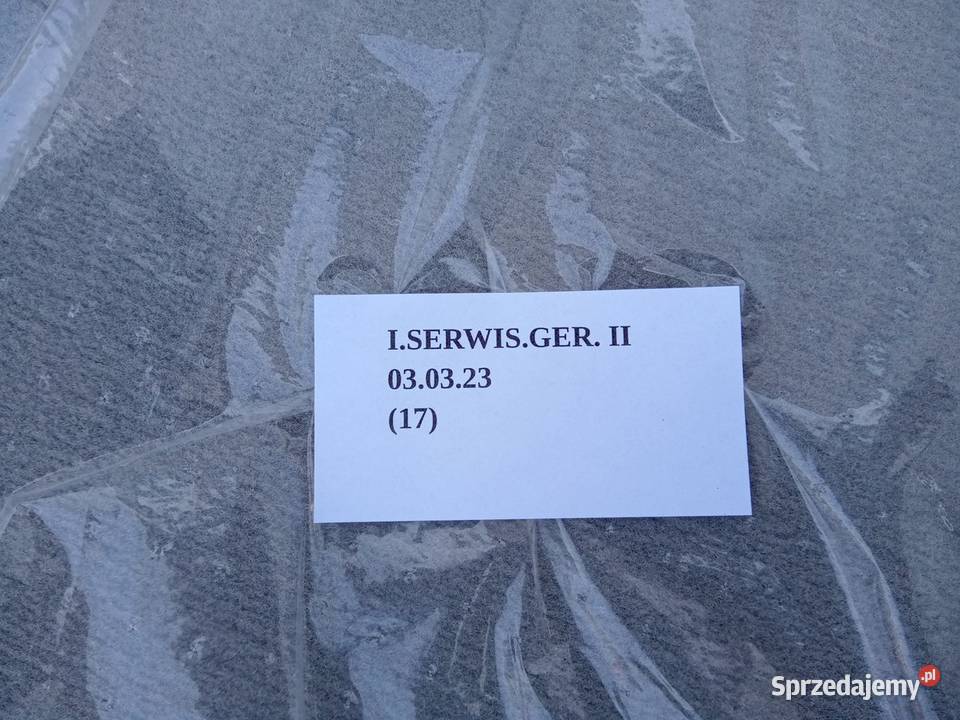 I.SERWIS.GER. II
03.03.23
(17)
Sprzedajemy.pl